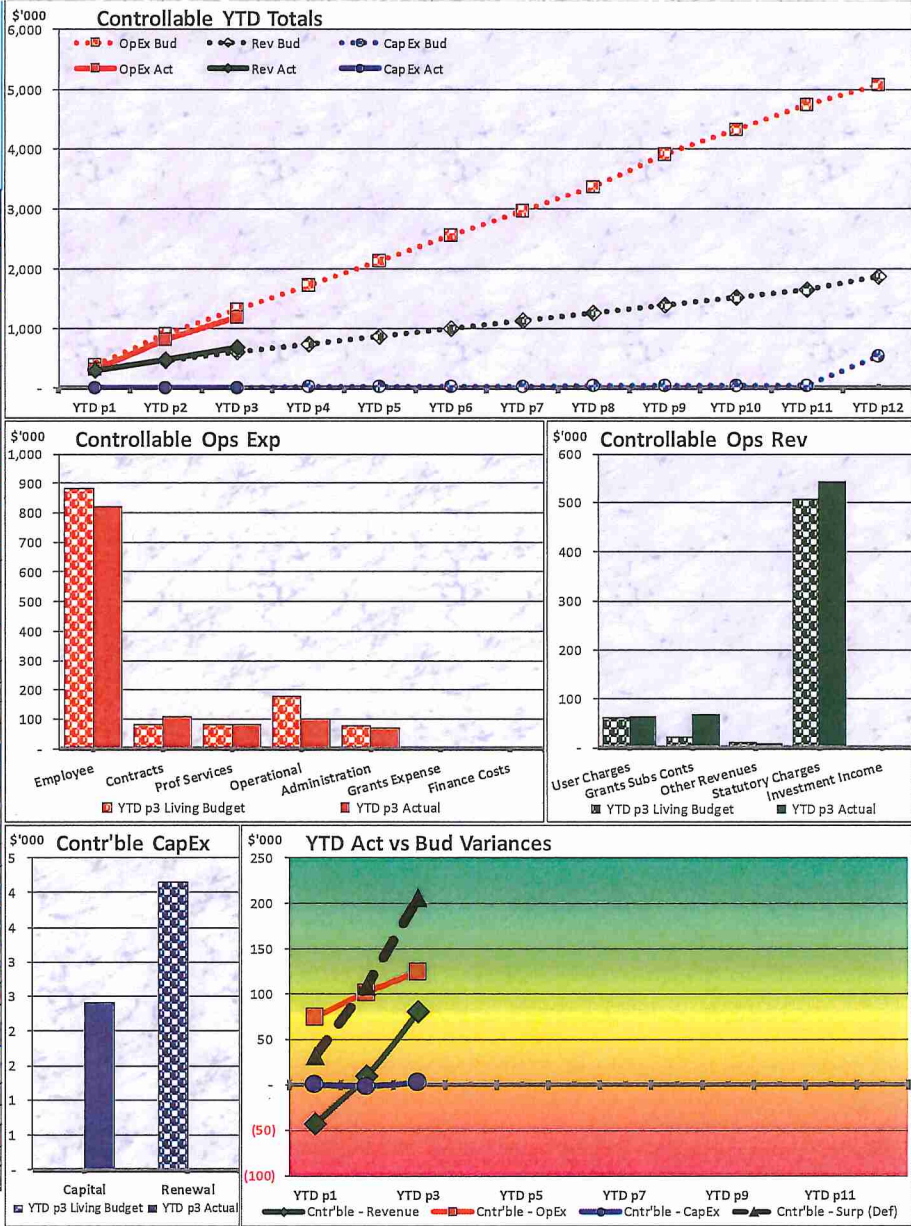 $'000 Controllable YTD Totals
6,000
5,000
4,000
3,000
2,000
1,000
-
OpEx Bud Rev Bud CapEx Bud
OpEx Act Rev Act CapEx Act
YTD p1 YTD p2 YTD p3 YTD p4 YTD p5 YTD p6 YTD p7 YTD p8 YTD p9 YTD p10 YTD p11 YTD p12
$'000 Controllable Ops Exp
1,000
900
800
700
600
500
400
300
200
100
-
Employee Contracts Prof Services Operational Administration Grants Expense Finance Costs
YTD p3 Living Budget YTD p3 Actual
$'000 Controllable Ops Rev
600
500
400
300
200
100
-
User Charges Grants Subs Conts Other Revenues Statutory Charges Investment Income
YTD p3 Living Budget YTD p3 Actual
$'000 Contr'ble CapEx
5
4
4
3
3
2
2
1
1
-
Capital Renewal
YTD p3 Living Budget YTD p3 Actual
$'000 YTD Act vs Bud Variances
250
200
150
100
50
-
(50)
(100)
YTD p1 YTD p3 YTD p5 YTD p7 YTD p9 YTD p11
Cntr'ble - Revenue Cntr'ble - OpEx Cntr'ble - CapEx Cntr'ble - Surp (Def)